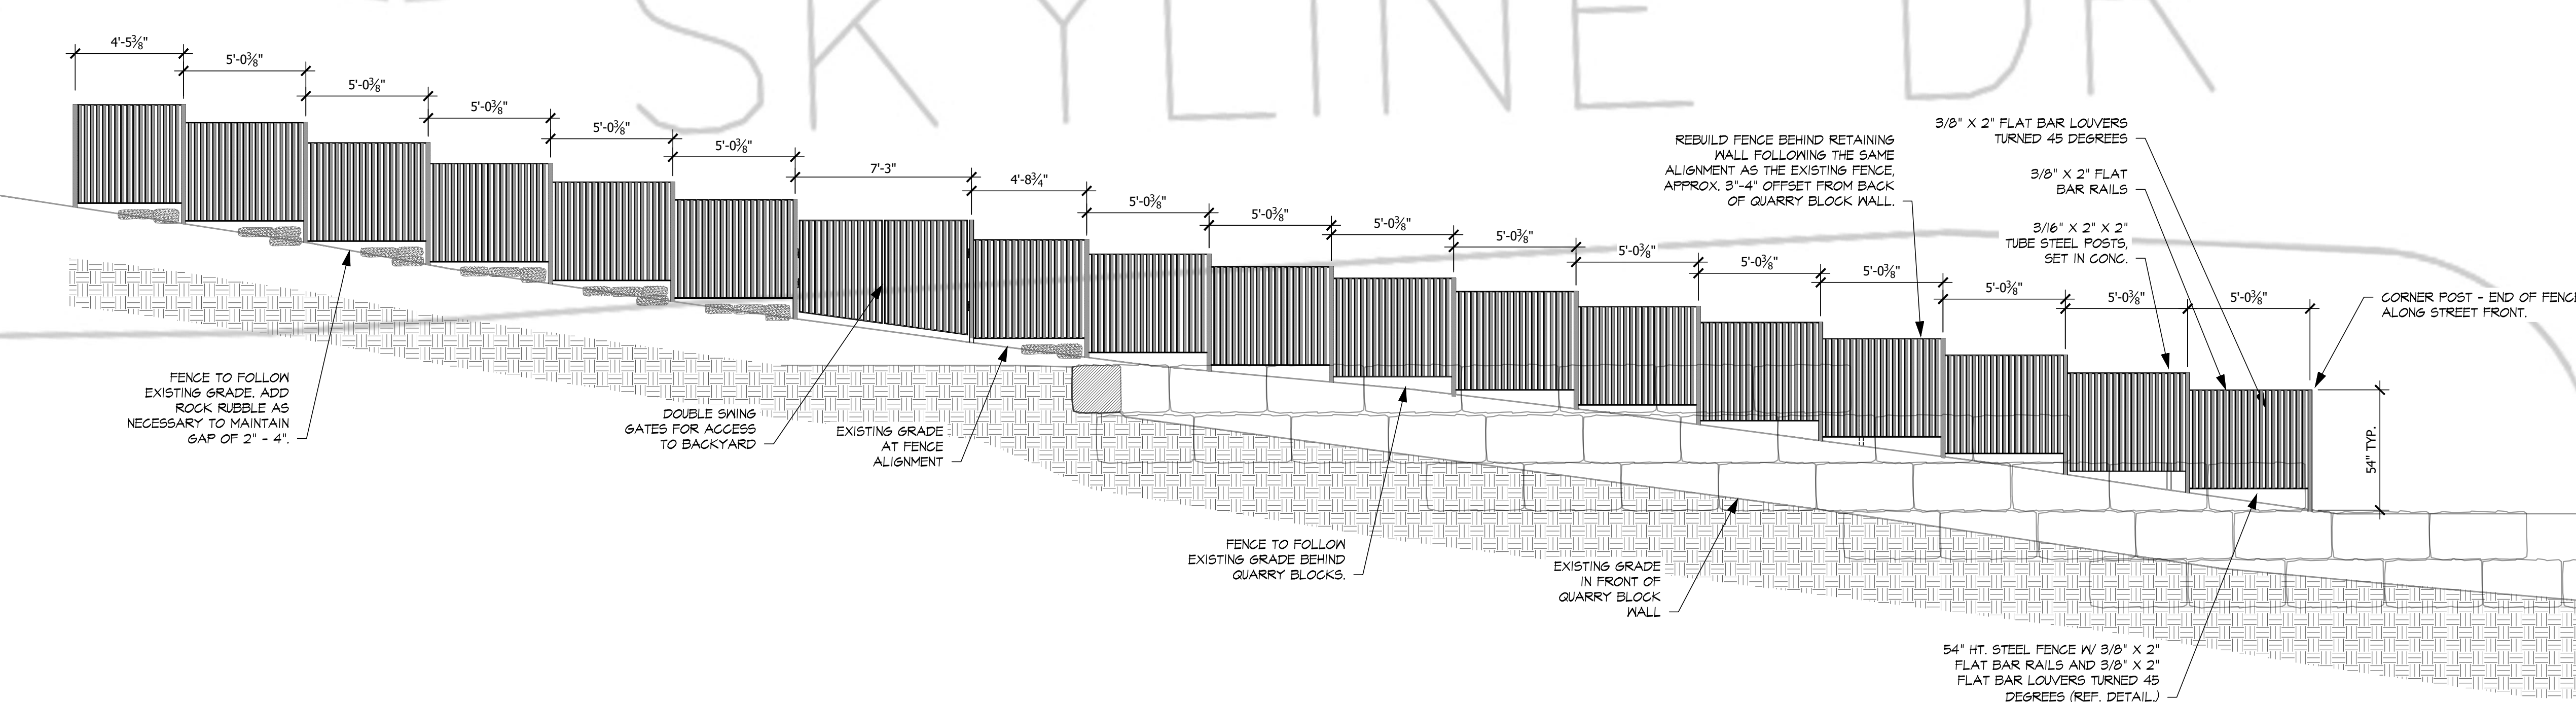 SKYLINE DR
4'-5⅜"
5'-0⅜"
5'-0⅜"
5'-0⅜"
5'-0⅜"
5'-0⅜"
7'-3"
4'-8¾"
5'-0⅜"
5'-0⅜"
5'-0⅜"
5'-0⅜"
5'-0⅜"
5'-0⅜"
5'-0⅜"
5'-0⅜"
5'-0⅜"
5'-0⅜"
REBUILD FENCE BEHIND RETAINING
WALL FOLLOWING THE SAME
ALIGNMENT AS THE EXISTING FENCE,
APPROX. 3"-4" OFFSET FROM BACK
OF QUARRY BLOCK WALL.
3/8" X 2" FLAT BAR LOUVERS
TURNED 45 DEGREES
3/8" X 2" FLAT
BAR RAILS
3/16" X 2" X 2"
TUBE STEEL POSTS,
SET IN CONC.
CORNER POST - END OF FENCE
ALONG STREET FRONT.
54" TYP.
FENCE TO FOLLOW
EXISTING GRADE. ADD
ROCK RUBBLE AS
NECESSARY TO MAINTAIN
GAP OF 2" - 4".
DOUBLE SWING
GATES FOR ACCESS
TO BACKYARD
EXISTING GRADE
AT FENCE
ALIGNMENT
FENCE TO FOLLOW
EXISTING GRADE BEHIND
QUARRY BLOCKS.
EXISTING GRADE
IN FRONT OF
QUARRY BLOCK
WALL
54" HT. STEEL FENCE W/ 3/8" X 2"
FLAT BAR RAILS AND 3/8" X 2"
FLAT BAR LOUVERS TURNED 45
DEGREES (REF. DETAIL.)